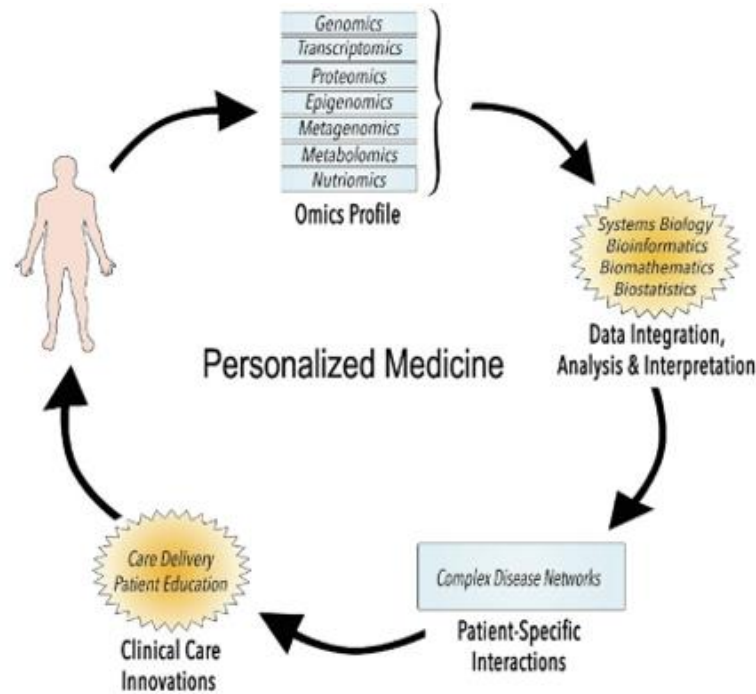 Genomics
Transcriptomics
Proteomics
Epigenomics
Metagenomics
Metabolomics
Nutriomics
Omics Profile
Systems Biology
Bioinformatics
Biomathematics
Biostatistics
Data Integration,
Analysis & Interpretation
Personalized Medicine
Complex Disease Networks
Patient-Specific
Interactions
Care Delivery
Patient Education
Clinical Care
Innovations